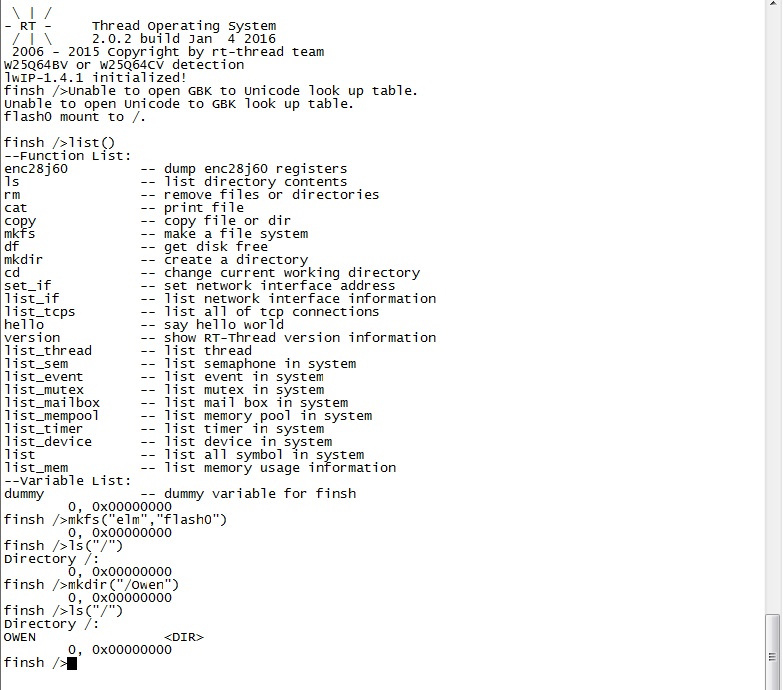 \ | /
- RT -     Thread Operating System
 / | \     2.0.2 build Jan  4 2016
 2006 - 2015 Copyright by rt-thread team
W25Q64BV or W25Q64CV detection
lwIP-1.4.1 initialized!
finsh />Unable to open GBK to Unicode look up table.
Unable to open Unicode to GBK look up table.
flash0 mount to /.

finsh />list()
--Function List:
enc28j60         -- dump enc28j60 registers
ls               -- list directory contents
rm               -- remove files or directories
cat              -- print file
copy             -- copy file or dir
mkfs             -- make a file system
df               -- get disk free
mkdir            -- create a directory
cd               -- change current working directory
set_if           -- set network interface address
list_if          -- list network interface information
list_tcps        -- list all of tcp connections
hello            -- say hello world
version          -- show RT-Thread version information
list_thread      -- list thread
list_sem         -- list semaphone in system
list_event       -- list event in system
list_mutex       -- list mutex in system
list_mailbox     -- list mail box in system
list_mempool     -- list memory pool in system
list_timer       -- list timer in system
list_device      -- list device in system
list             -- list all symbol in system
list_mem         -- list memory usage information
--Variable List:
dummy            -- dummy variable for finsh
        0, 0x00000000
finsh />mkfs("elm","flash0")
        0, 0x00000000
finsh />ls("/")
Directory /:
        0, 0x00000000
finsh />mkdir("/Owen")
        0, 0x00000000
finsh />ls("/")
Directory /:
OWEN                <DIR>
        0, 0x00000000
finsh />